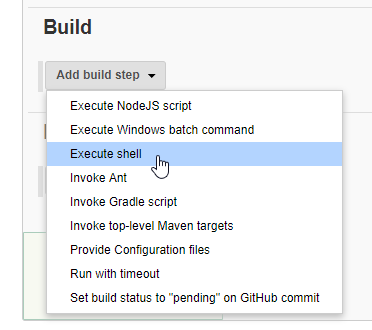 Build
Add build step
Execute NodeJS script
Execute Windows batch command
Execute shell
Invoke Ant
Invoke Gradle script
Invoke top-level Maven targets
Provide Configuration files
Run with timeout
Set build status to "pending" on GitHub commit